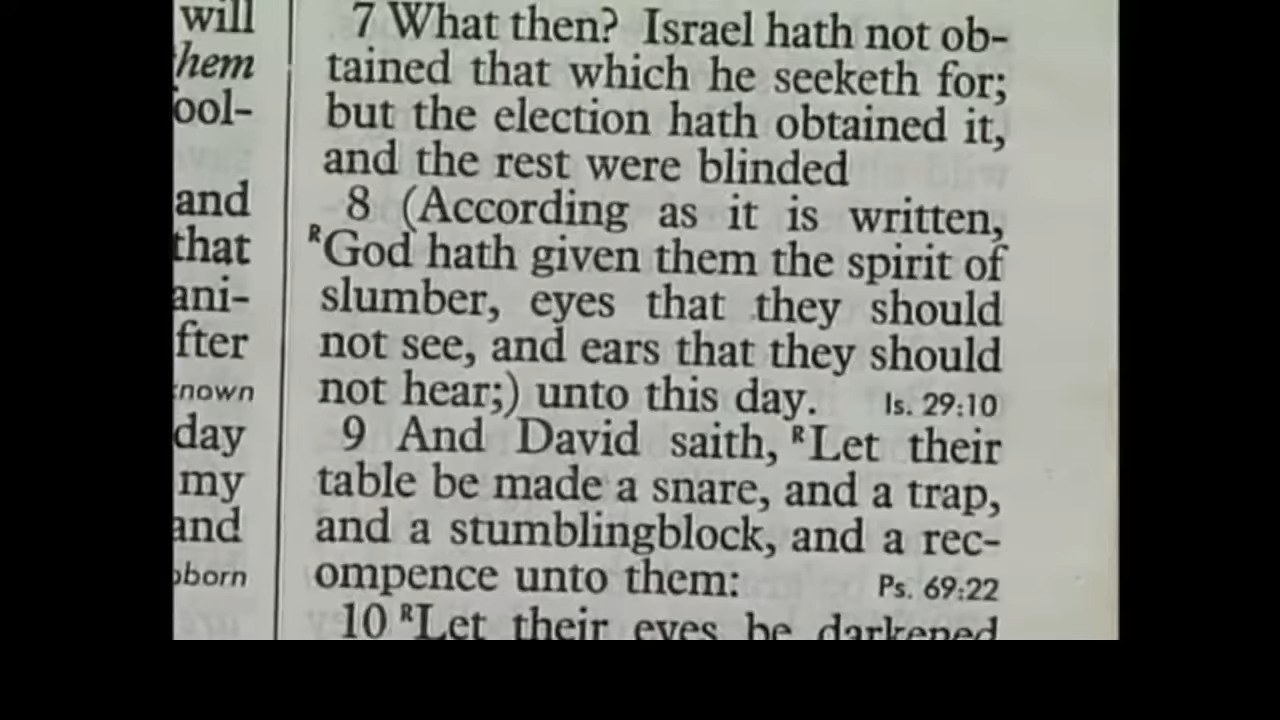 will
hem
ool-
and
that
ani-
fter
nown
day
my
and
born
7 What then? Israel hath not ob-
tained that which he seeketh for;
but the election hath obtained it,
and the rest were blinded
8 (According as it is written,
ᴿGod hath given them the spirit of
slumber, eyes that they should
not see, and ears that they should
not hear;) unto this day. Is. 29:10
9 And David saith, ᴿLet their
table be made a snare, and a trap,
and a stumblingblock, and a rec-
ompence unto them: Ps. 69:22
10 ᴿLet their eyes be darkened